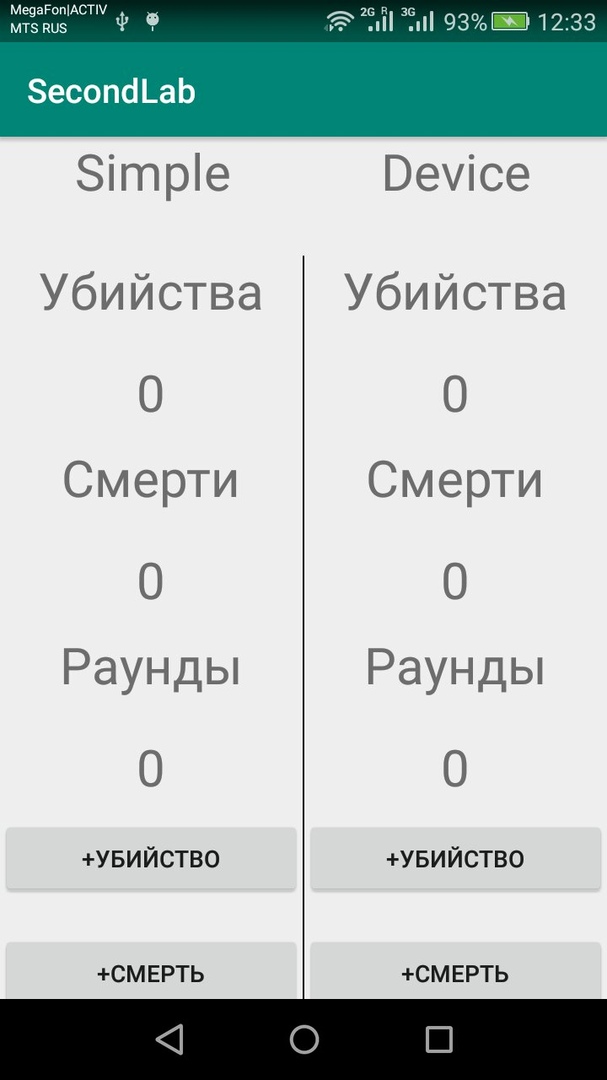 MegaFon|ACTIV
MTS RUS
2G R 3G 93% 12:33
SecondLab
Simple Device
Убийства Убийства
0 0
Смерти Смерти
0 0
Раунды Раунды
0 0
+УБИЙСТВО +УБИЙСТВО
+СМЕРТЬ +СМЕРТЬ